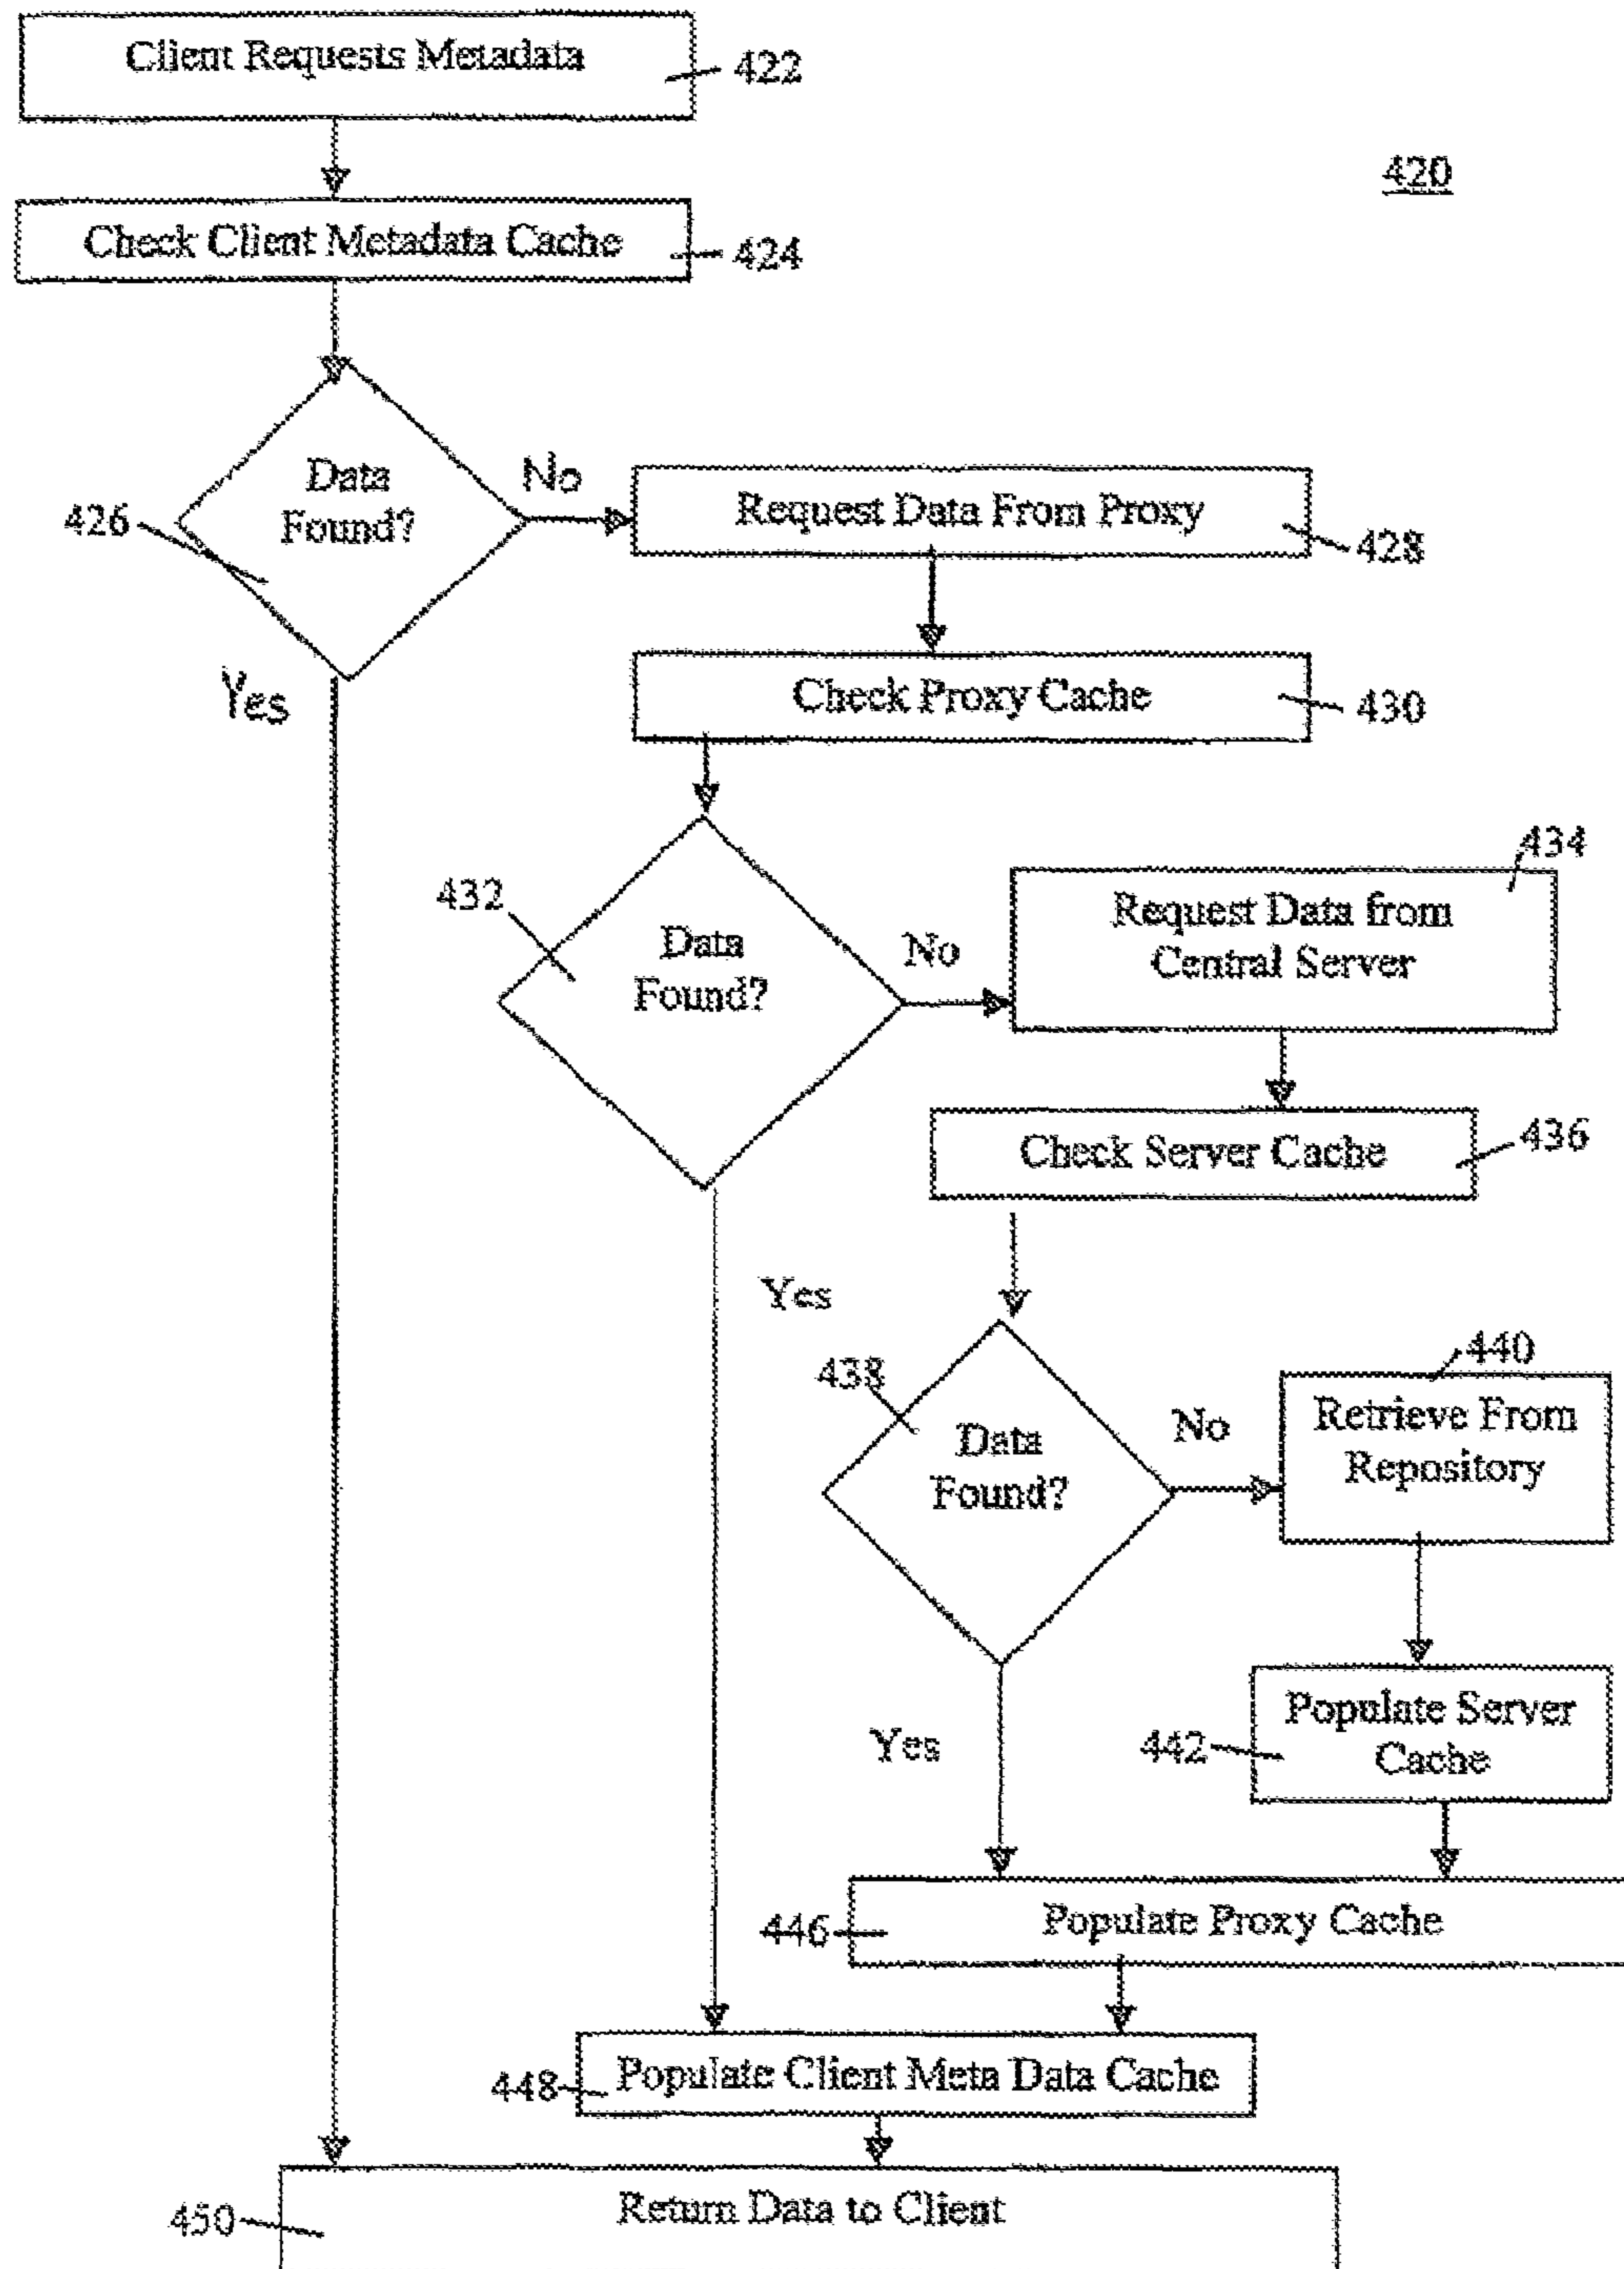 Client Requests Metadata
422
420
Check Client Metadata Cache
424
Data
Found?
426
No
Request Data From Proxy
428
Yes
Check Proxy Cache
430
432
Data
Found?
No
434
Request Data from
Central Server
Check Server Cache
436
Yes
438
Data
Found?
No
440
Retrieve From
Repository
Yes
442
Populate Server
Cache
446
Populate Proxy Cache
448
Populate Client Meta Data Cache
450
Return Data to Client